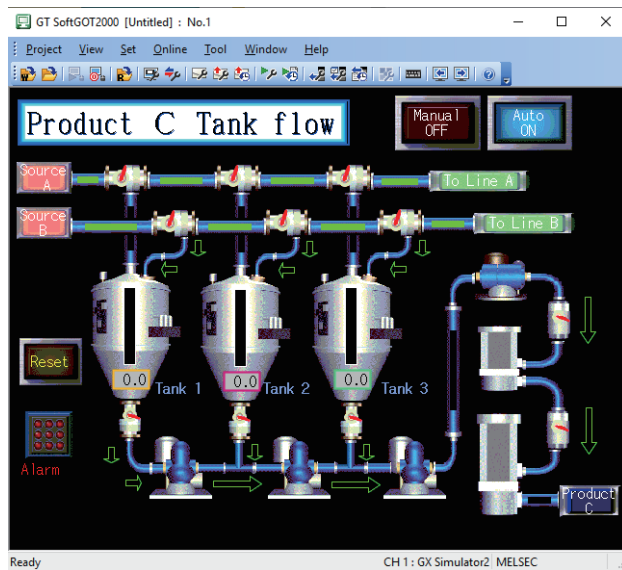 GT SoftGOT2000 [Untitled] : No.1
Project View Set Online Tool Window Help
Product C Tank flow
Manual
OFF
Auto
ON
Source
A
To Line A
Source
B
To Line B
Reset
0.0
Tank 1
0.0
Tank 2
0.0
Tank 3
Alarm
Product
C
Ready
CH 1 : GX Simulator2 MELSEC